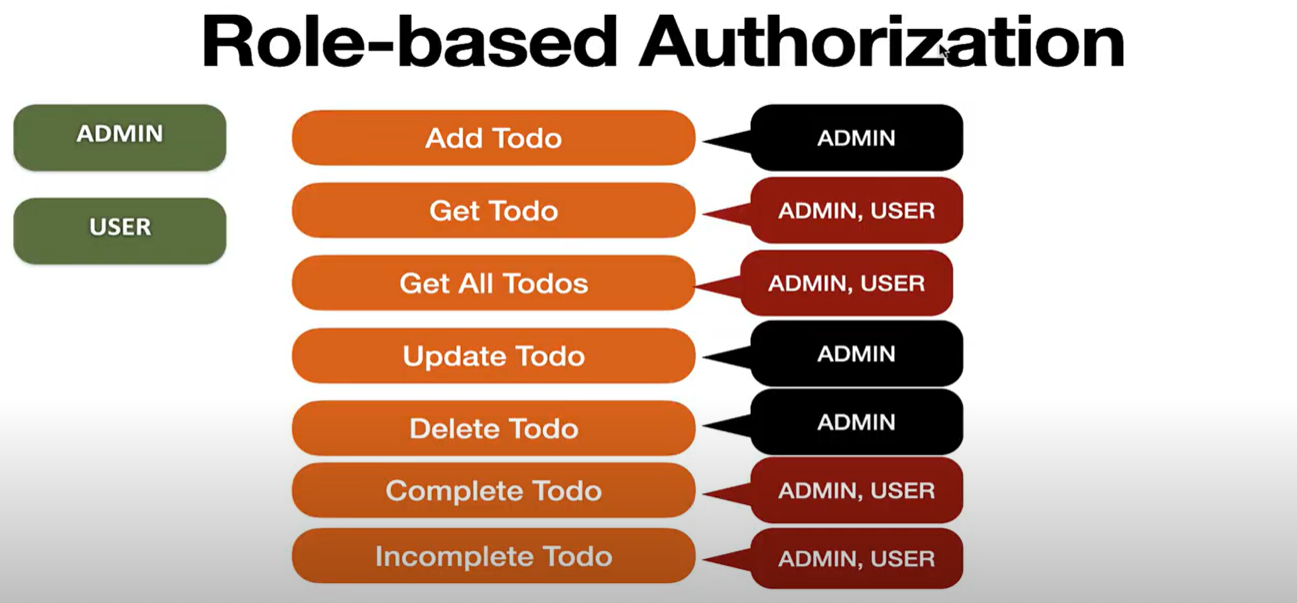 Role-based Authorization
ADMIN
USER
Add Todo
ADMIN
Get Todo
ADMIN, USER
Get All Todos
ADMIN, USER
Update Todo
ADMIN
Delete Todo
ADMIN
Complete Todo
ADMIN, USER
Incomplete Todo
ADMIN, USER